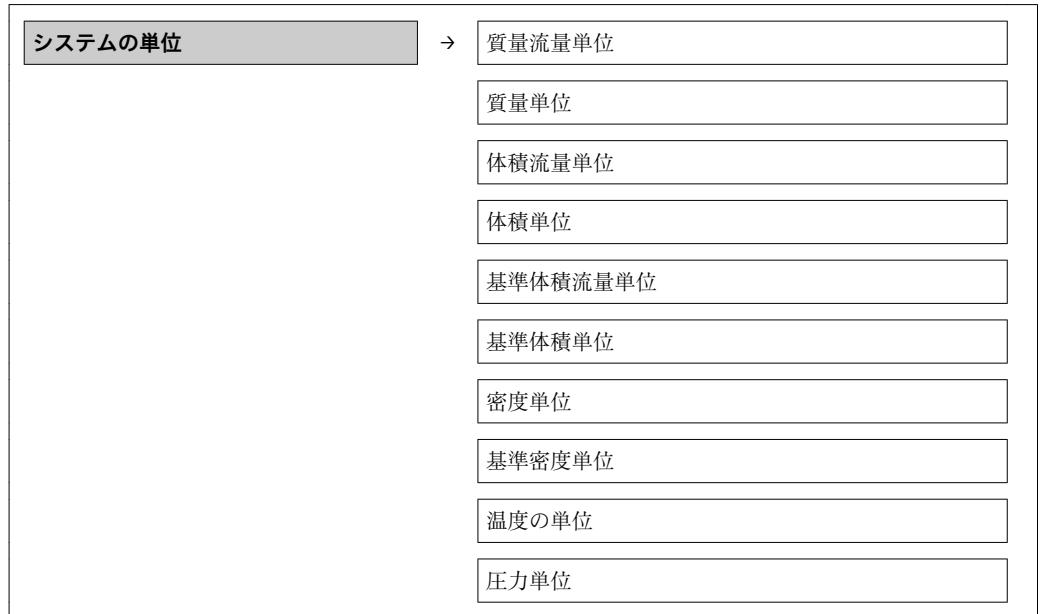 システムの単位 → 質量流量単位
質量単位
体積流量単位
体積単位
基準体積流量単位
基準体積単位
密度単位
基準密度単位
温度の単位
圧力単位